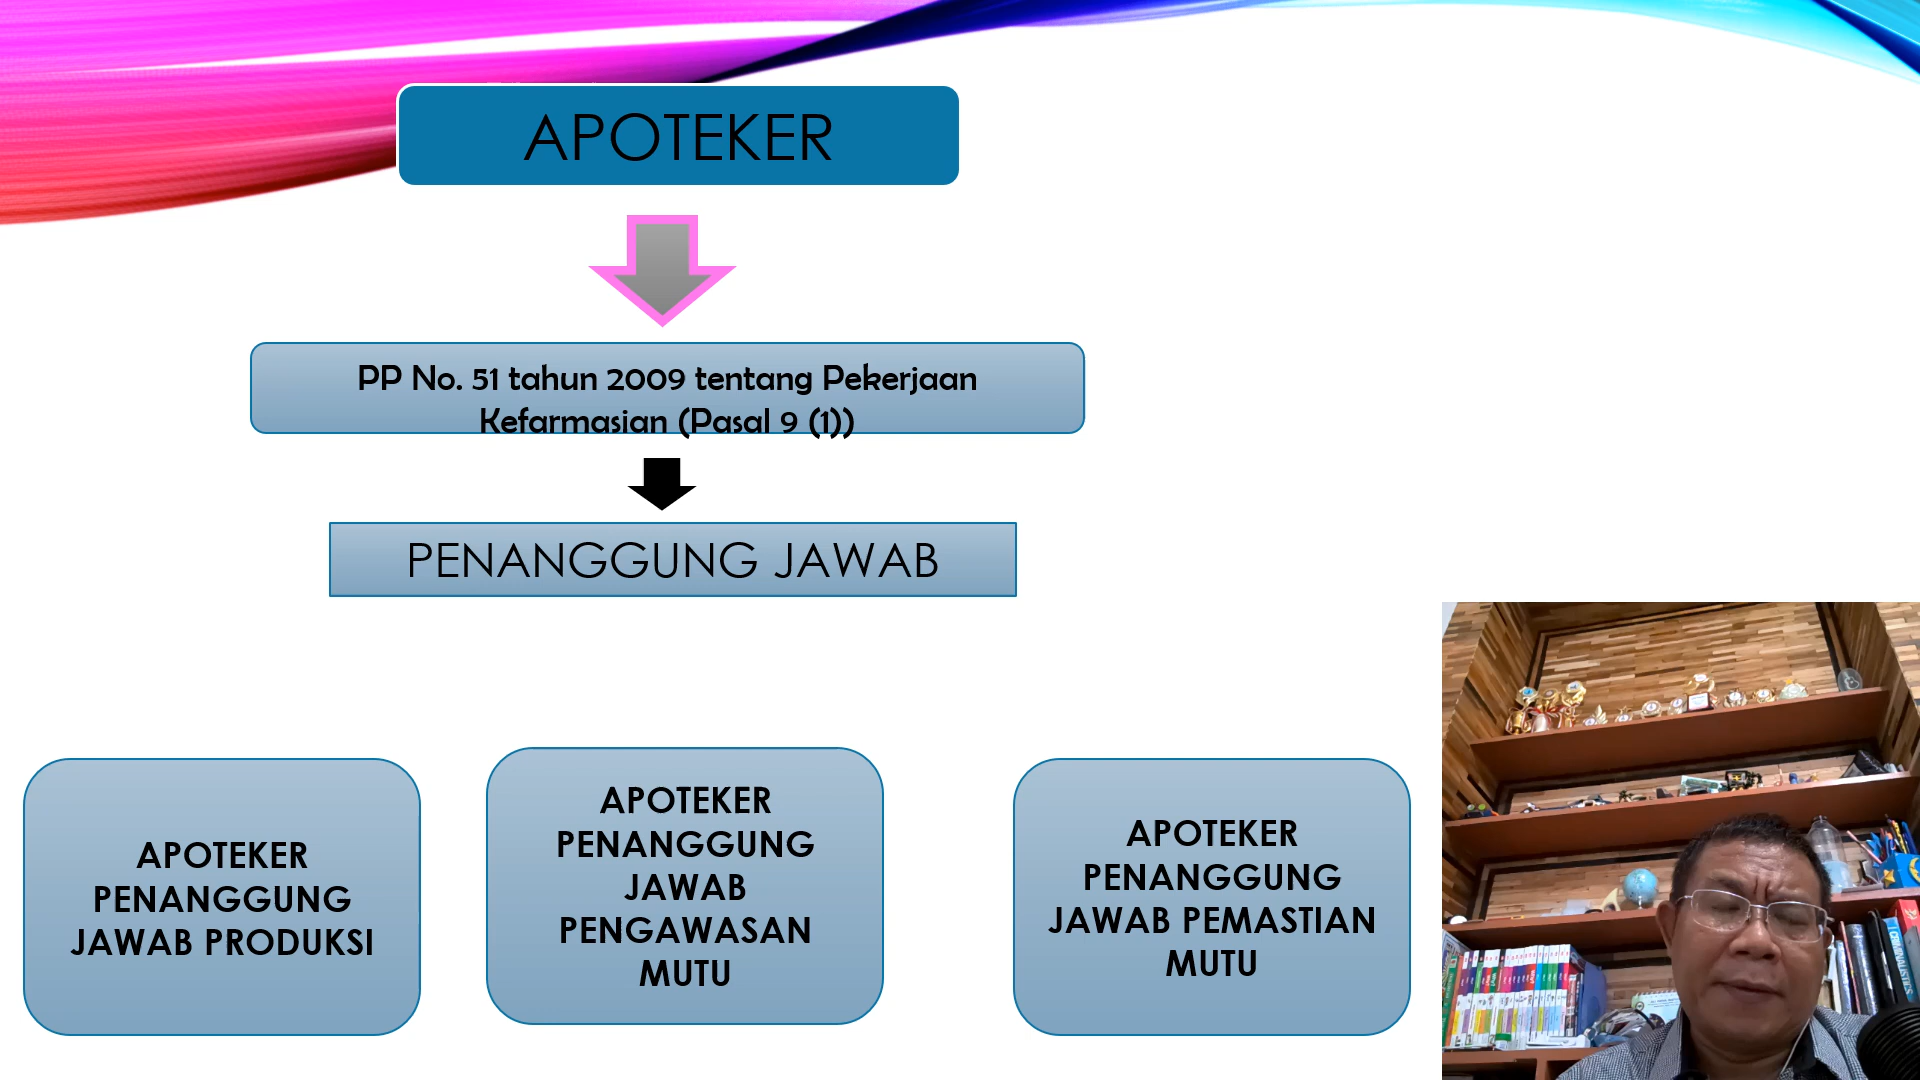 APOTEKER
PP No. 51 tahun 2009 tentang Pekerjaan
Kefarmasian (Pasal 9 (1))
PENANGGUNG JAWAB
APOTEKER
PENANGGUNG
JAWAB PRODUKSI
APOTEKER
PENANGGUNG
JAWAB
PENGAWASAN
MUTU
APOTEKER
PENANGGUNG
JAWAB PEMASTIAN
MUTU
CRIMINALISTICS